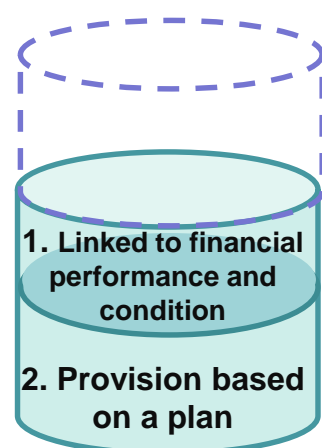 1. Linked to financial
performance and
condition
2. Provision based
on a plan